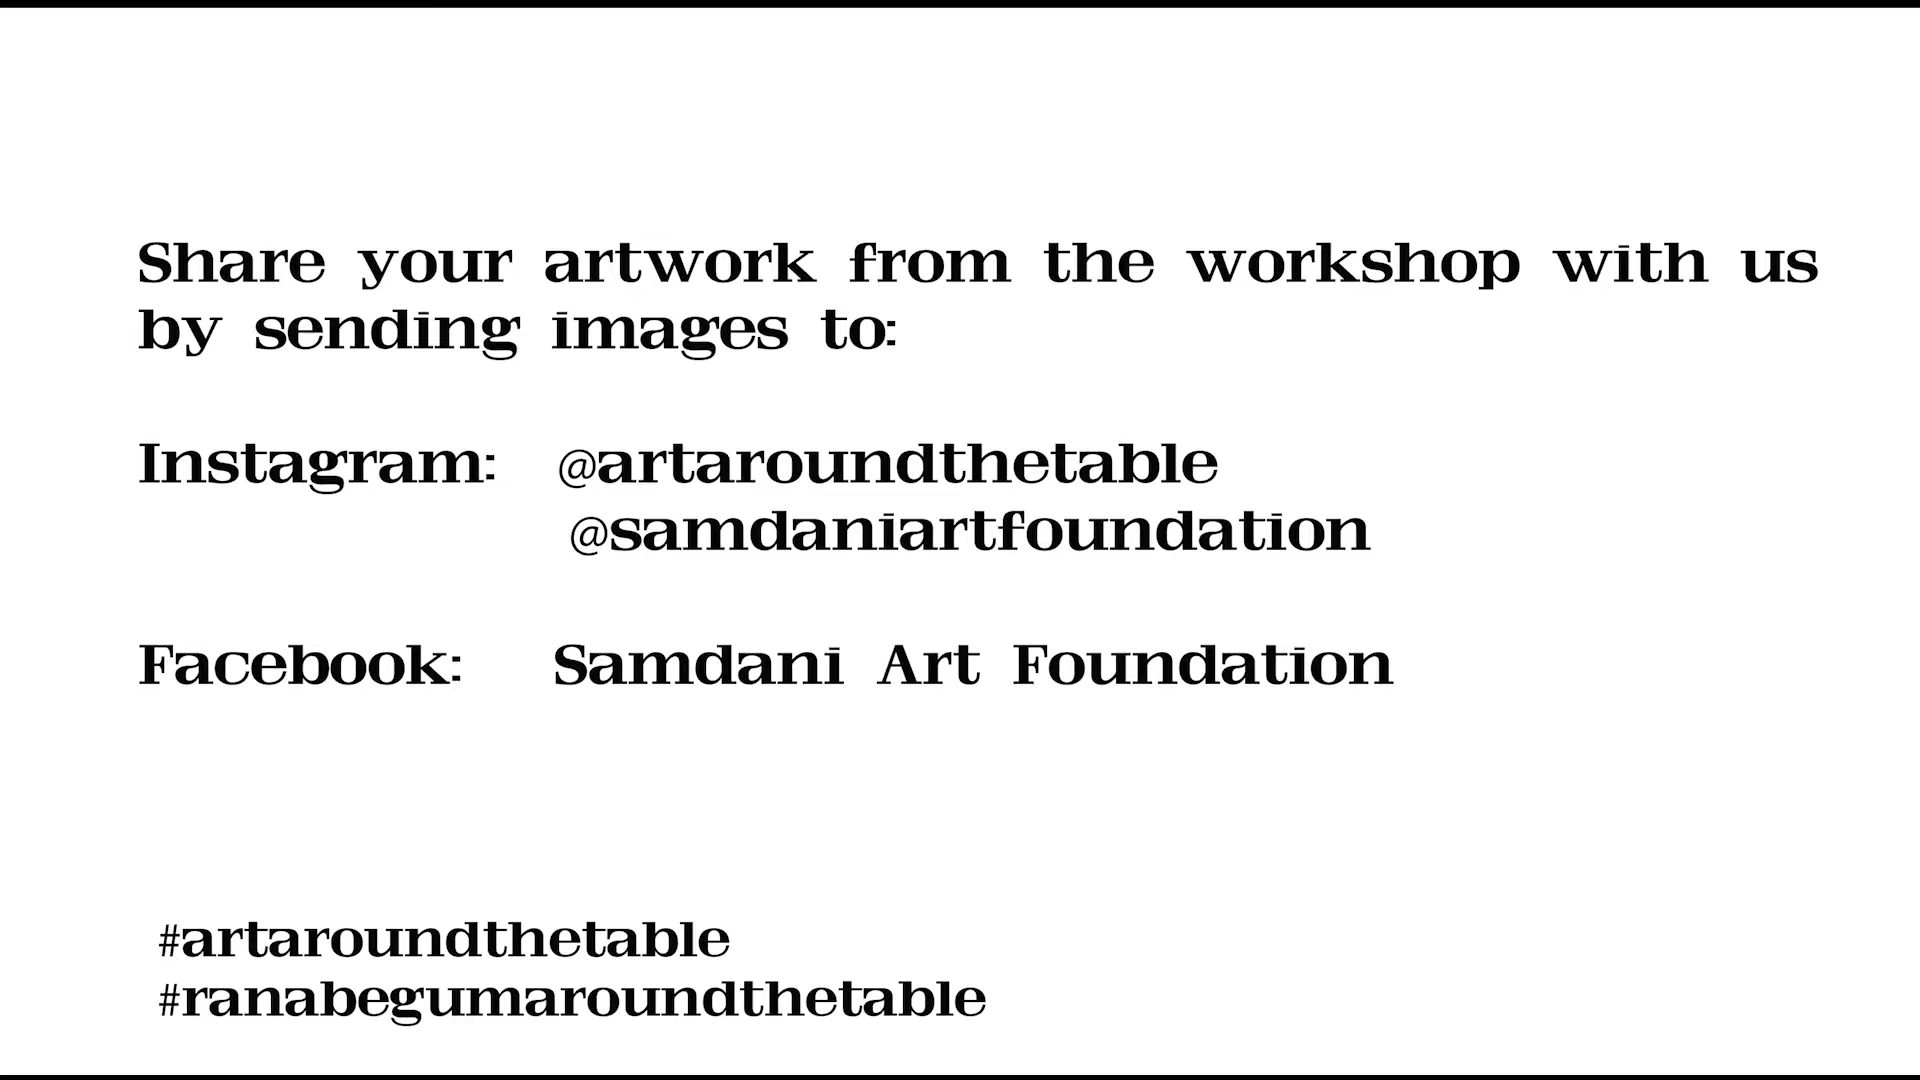 Share your artwork from the workshop with us
by sending images to:
Instagram: @artaroundthetable
@samdaniartfoundation
Facebook: Samdani Art Foundation
#artaroundthetable
#ranabegumaroundthetable